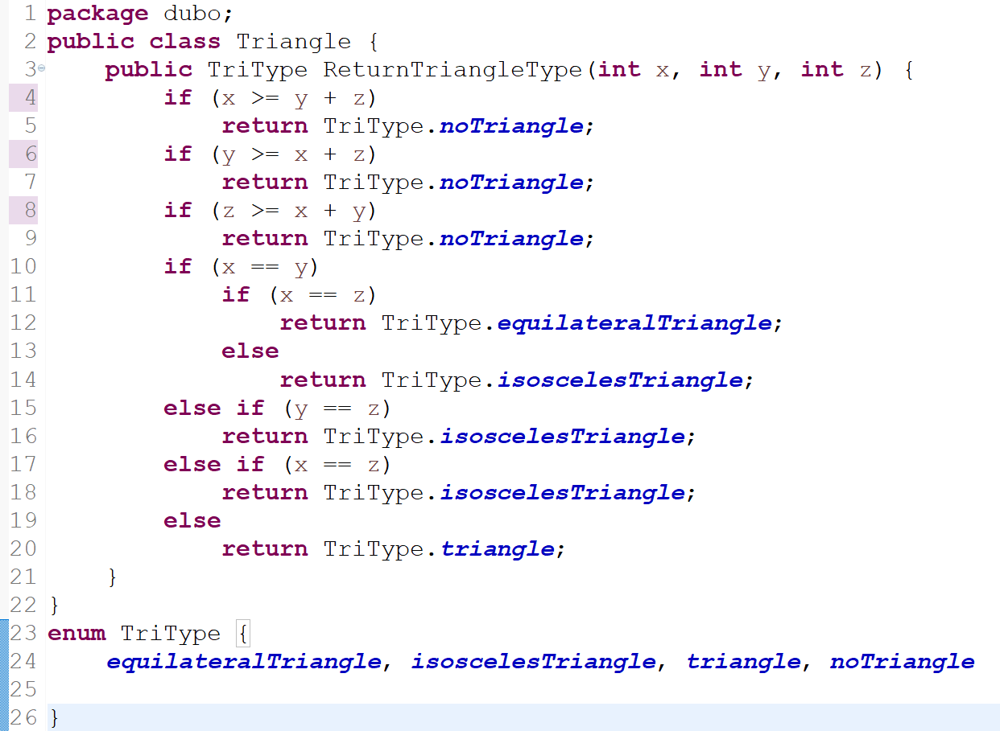 1 package dubo;
2 public class Triangle {
3     public TriType ReturnTriangleType(int x, int y, int z) {
4         if (x >= y + z)
5             return TriType.noTriangle;
6         if (y >= x + z)
7             return TriType.noTriangle;
8         if (z >= x + y)
9             return TriType.noTriangle;
10         if (x == y)
11             if (x == z)
12                 return TriType.equilateralTriangle;
13             else
14                 return TriType.isoscelesTriangle;
15         else if (y == z)
16             return TriType.isoscelesTriangle;
17         else if (x == z)
18             return TriType.isoscelesTriangle;
19         else
20             return TriType.triangle;
21     }
22 }
23 enum TriType {
24     equilateralTriangle, isoscelesTriangle, triangle, noTriangle
25
26 }